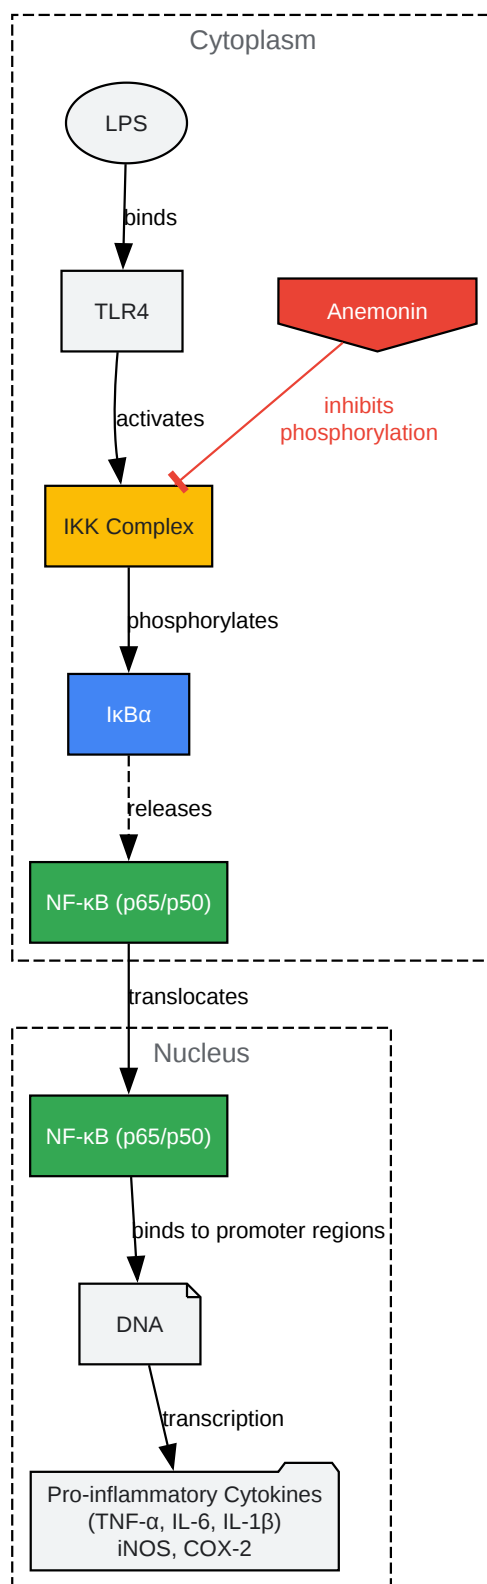 Cytoplasm
LPS
binds
TLR4
Anemonin
activates
inhibits
phosphorylation
IKK Complex
phosphorylates
IκBα
releases
NF-κB (p65/p50)
translocates
Nucleus
NF-κB (p65/p50)
binds to promoter regions
DNA
transcription
Pro-inflammatory Cytokines
(TNF-α, IL-6, IL-1β)
iNOS, COX-2